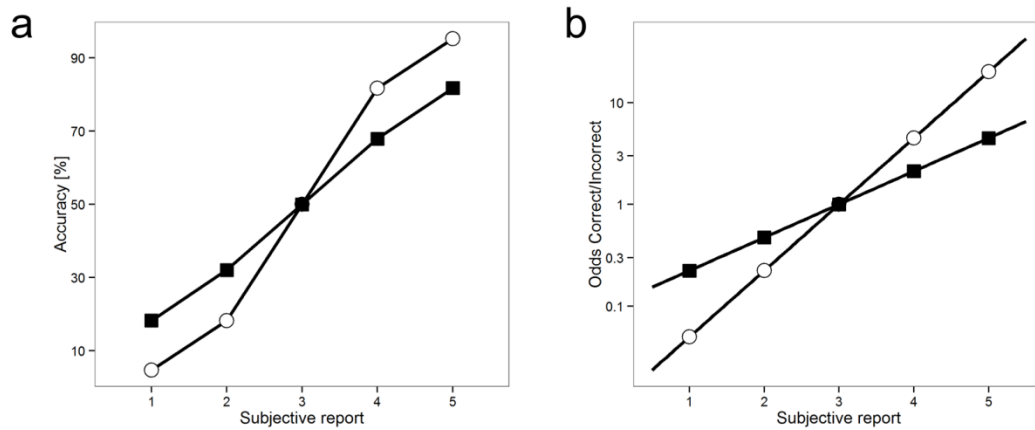 a
Accuracy [%]
90
70
50
30
10
1 2 3 4 5
Subjective report
b
Odds Correct/Incorrect
10
3
1
0.3
0.1
1 2 3 4 5
Subjective report